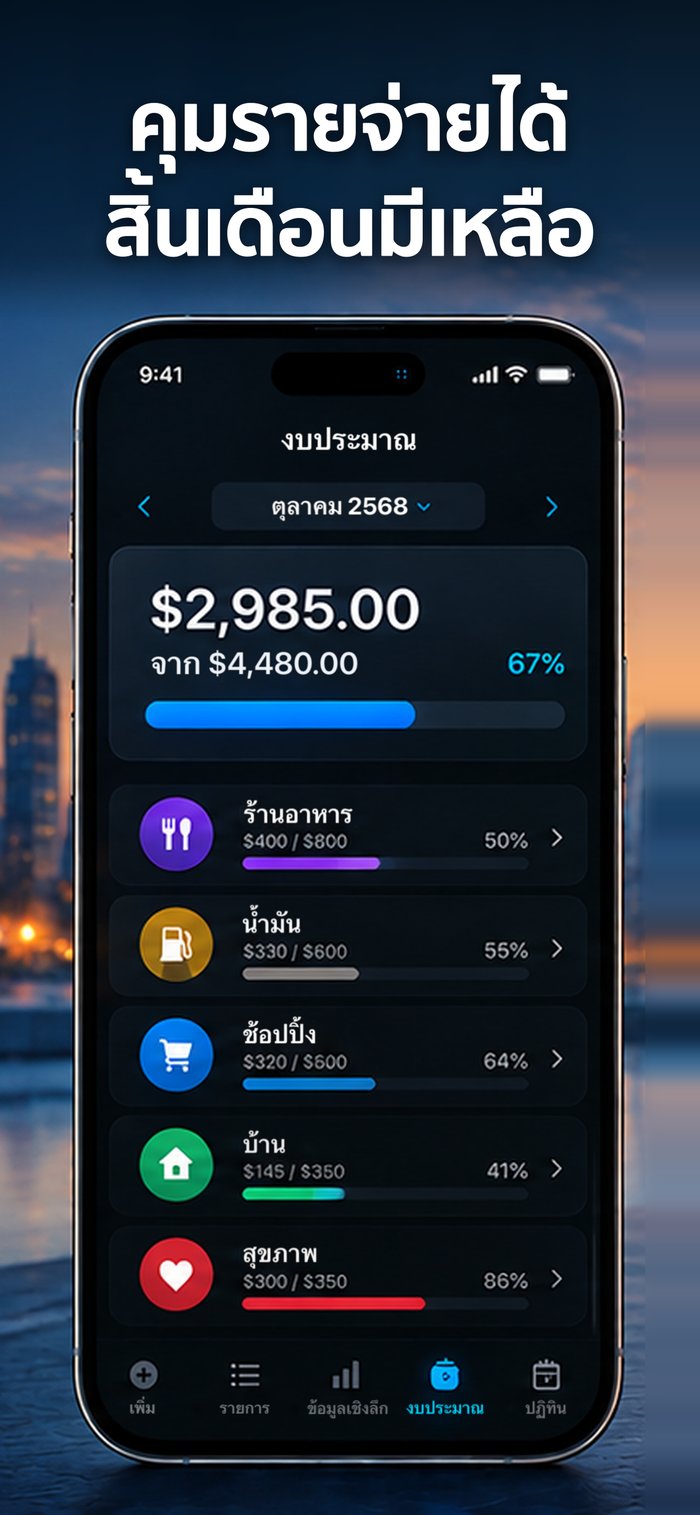 คุมรายจ่ายได้
สิ้นเดือนมีเหลือ
9:41
งบประมาณ
ตุลาคม 2568
$2,985.00
จาก $4,480.00
67%
ร้านอาหาร
$400 / $800
50%
น้ำมัน
$330 / $600
55%
ช้อปปิ้ง
$320 / $600
64%
บ้าน
$145 / $350
41%
สุขภาพ
$300 / $350
86%
เพิ่ม
รายการ
ข้อมูลเชิงลึก
งบประมาณ
ปฏิทิน